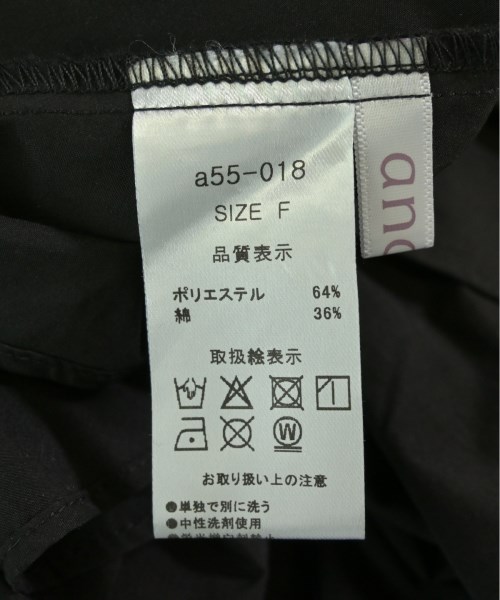 a55-018
SIZE F
品質表示
ポリエステル 64%
綿 36%
取扱絵表示
W
お取り扱い上の注意
●単独で別に洗う
●中性洗剤使用
and